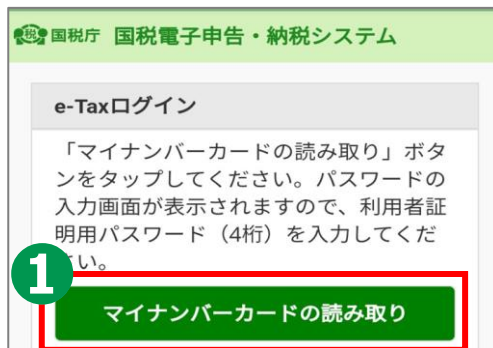 税 国税庁 国税電子申告・納税システム
e-Taxログイン
「マイナンバーカードの読み取り」ボタ
ンをタップしてください。パスワードの
入力画面が表示されますので、利用者証
明用パスワード（4桁）を入力してくだ
い。
1
マイナンバーカードの読み取り